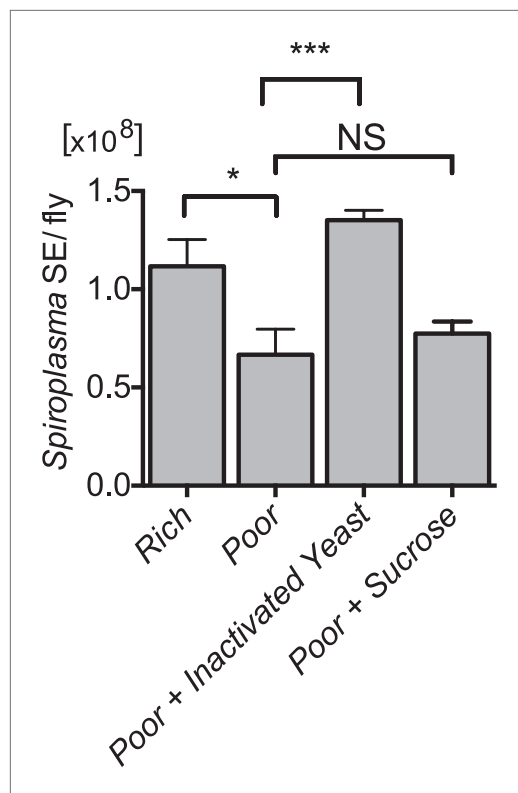 ***
[x10⁸]
NS
*
Spiroplasma SE/fly
1.5
1.0
0.5
0.0
Rich
Poor
Poor + Inactivated Yeast
Poor + Sucrose